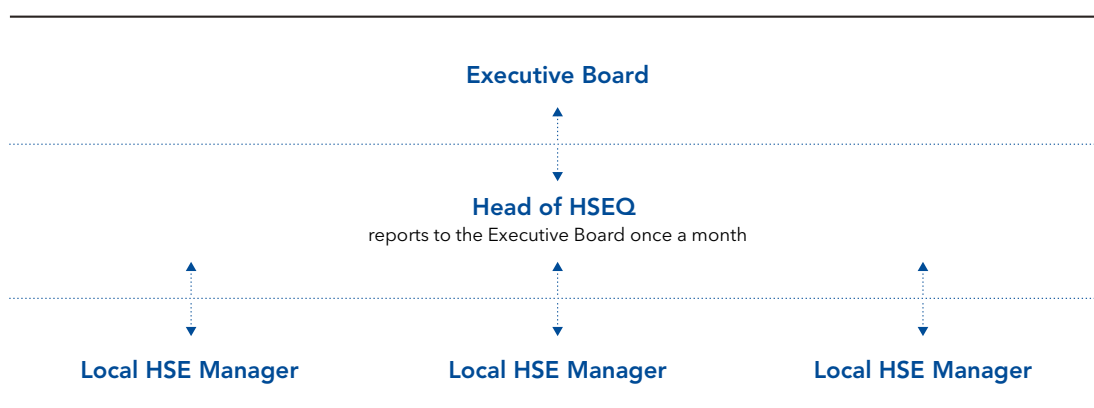 Executive Board
Head of HSEQ
reports to the Executive Board once a month
Local HSE Manager
Local HSE Manager
Local HSE Manager